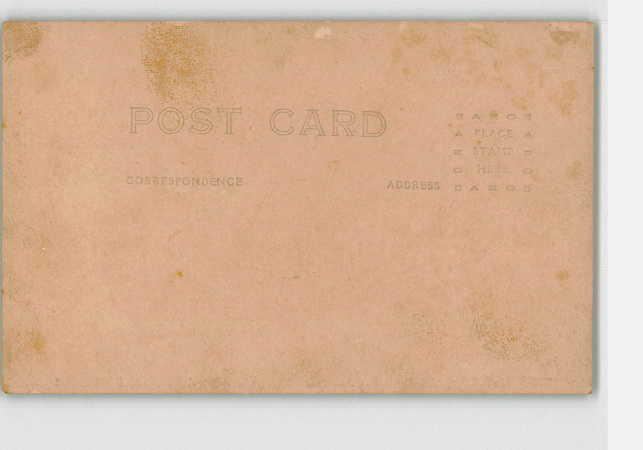 POST CARD
CORRESPONDENCE
ADDRESS
PLACE
STAMP
HERE